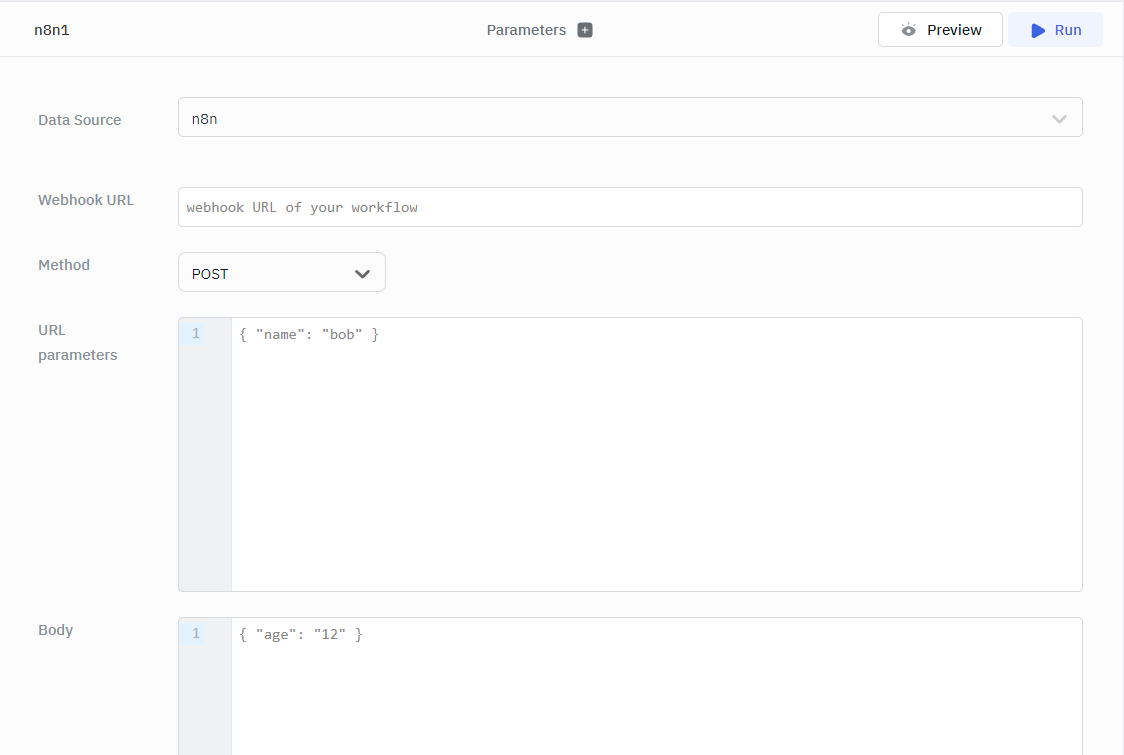 n8n1
Parameters
Preview
Run
Data Source
n8n
Webhook URL
webhook URL of your workflow
Method
POST
URL
parameters
1
{ "name": "bob" }
Body
1
{ "age": "12" }